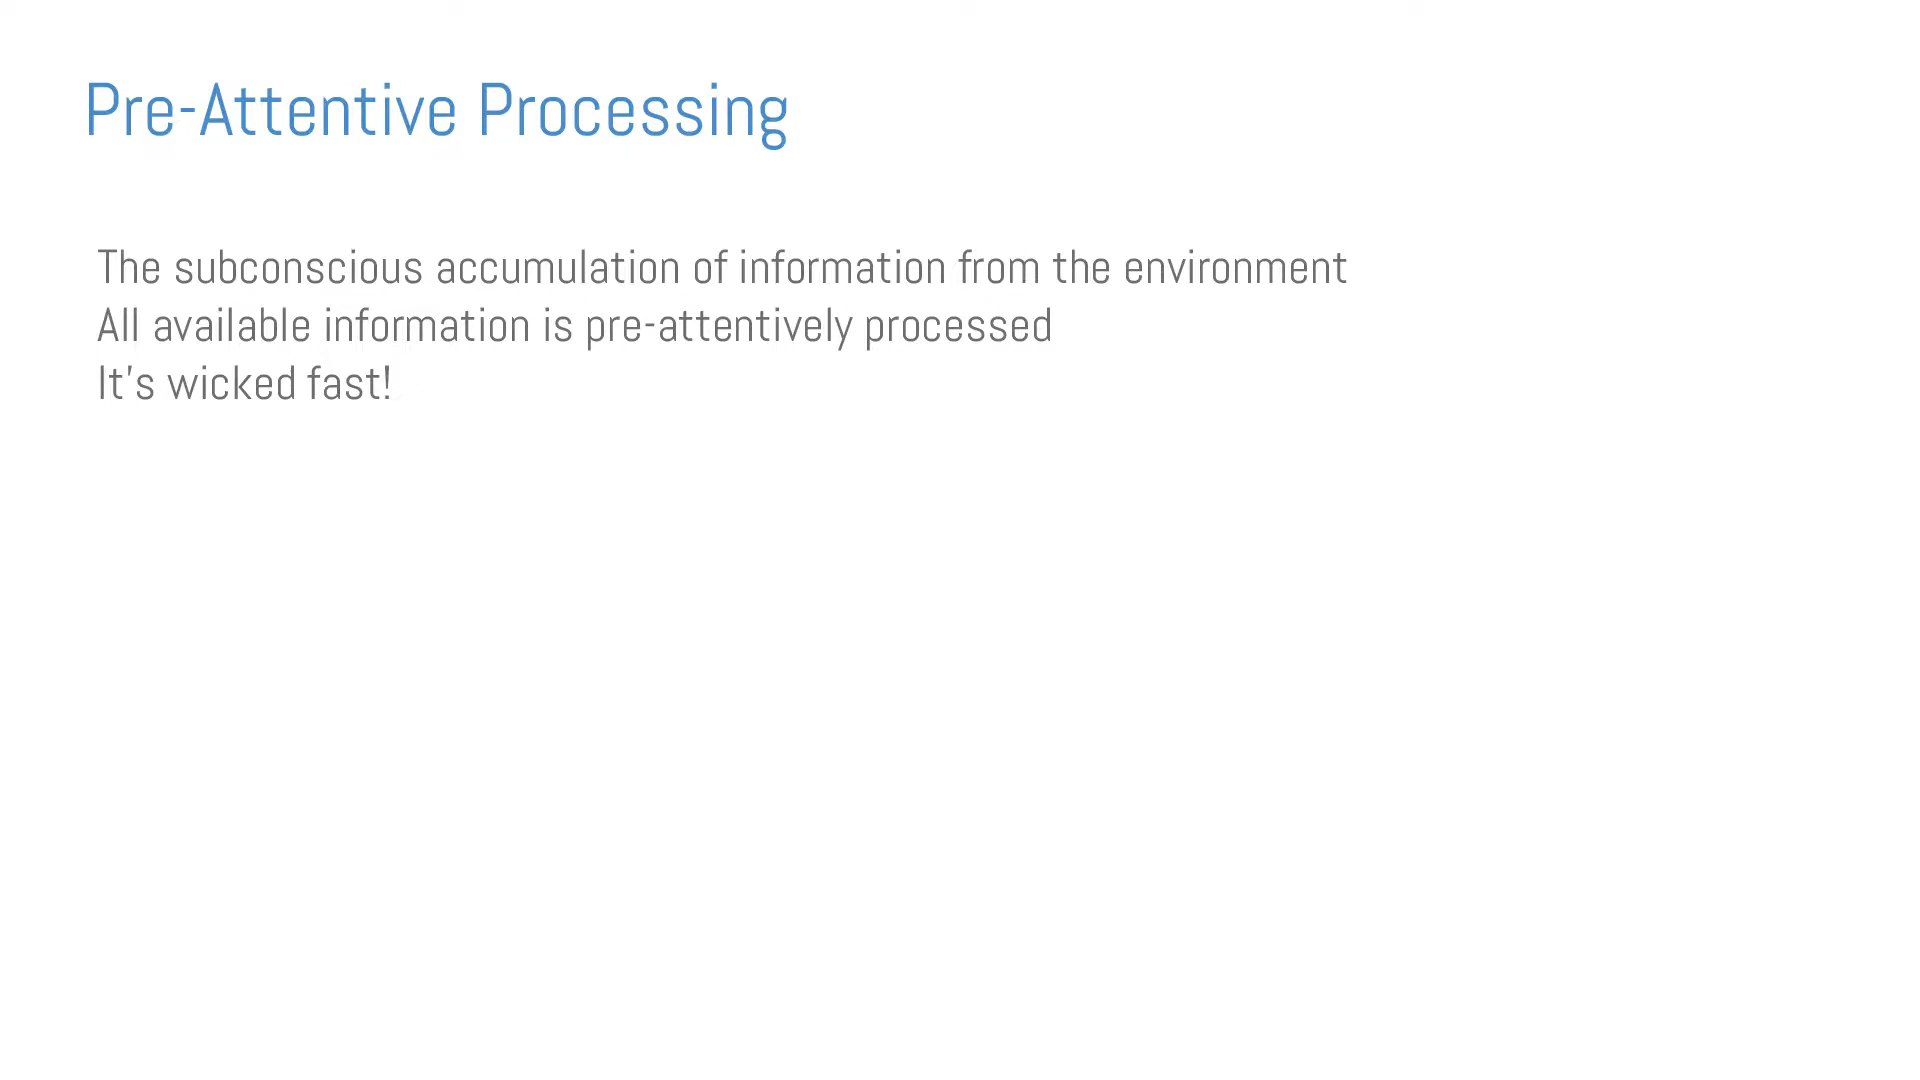 Pre-Attentive Processing
The subconscious accumulation of information from the environment
All available information is pre-attentively processed
It's wicked fast!